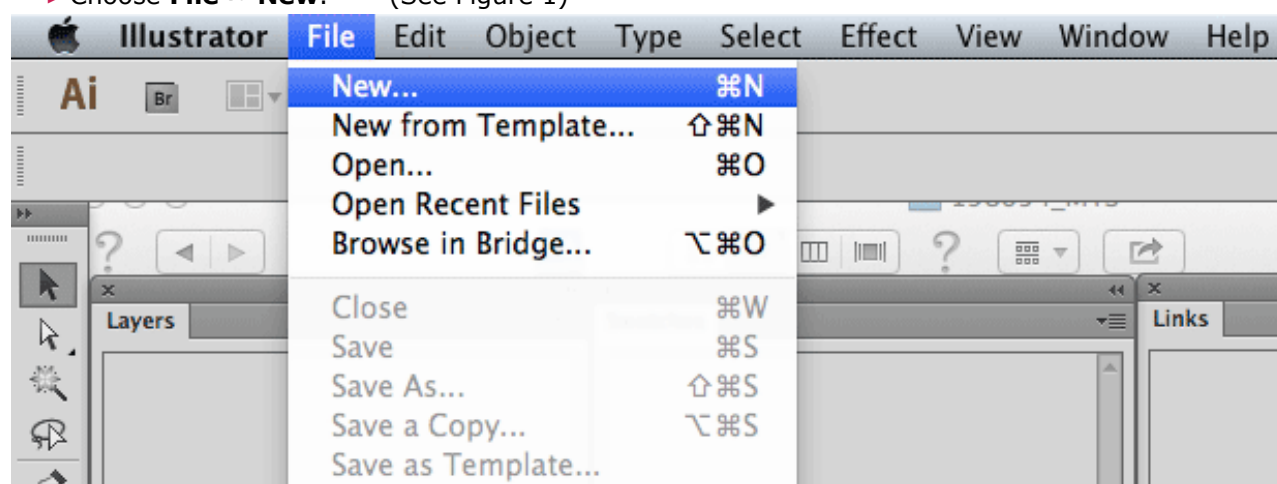 Choose File New. (See Figure 1)
Illustrator File Edit Object Type Select Effect View Window Help
Ai Br
New... ⌘N
New from Template... ⇧⌘N
Open... ⌘O
Open Recent Files ▶
Browse in Bridge... ⌥⌘O
Close ⌘W
Save ⌘S
Save As... ⇧⌘S
Save a Copy... ⌥⌘S
Save as Template...
Layers
Links